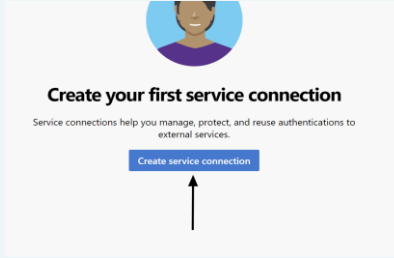 Create your first service connection
Service connections help you manage, protect, and reuse authentications to
external services.
Create service connection